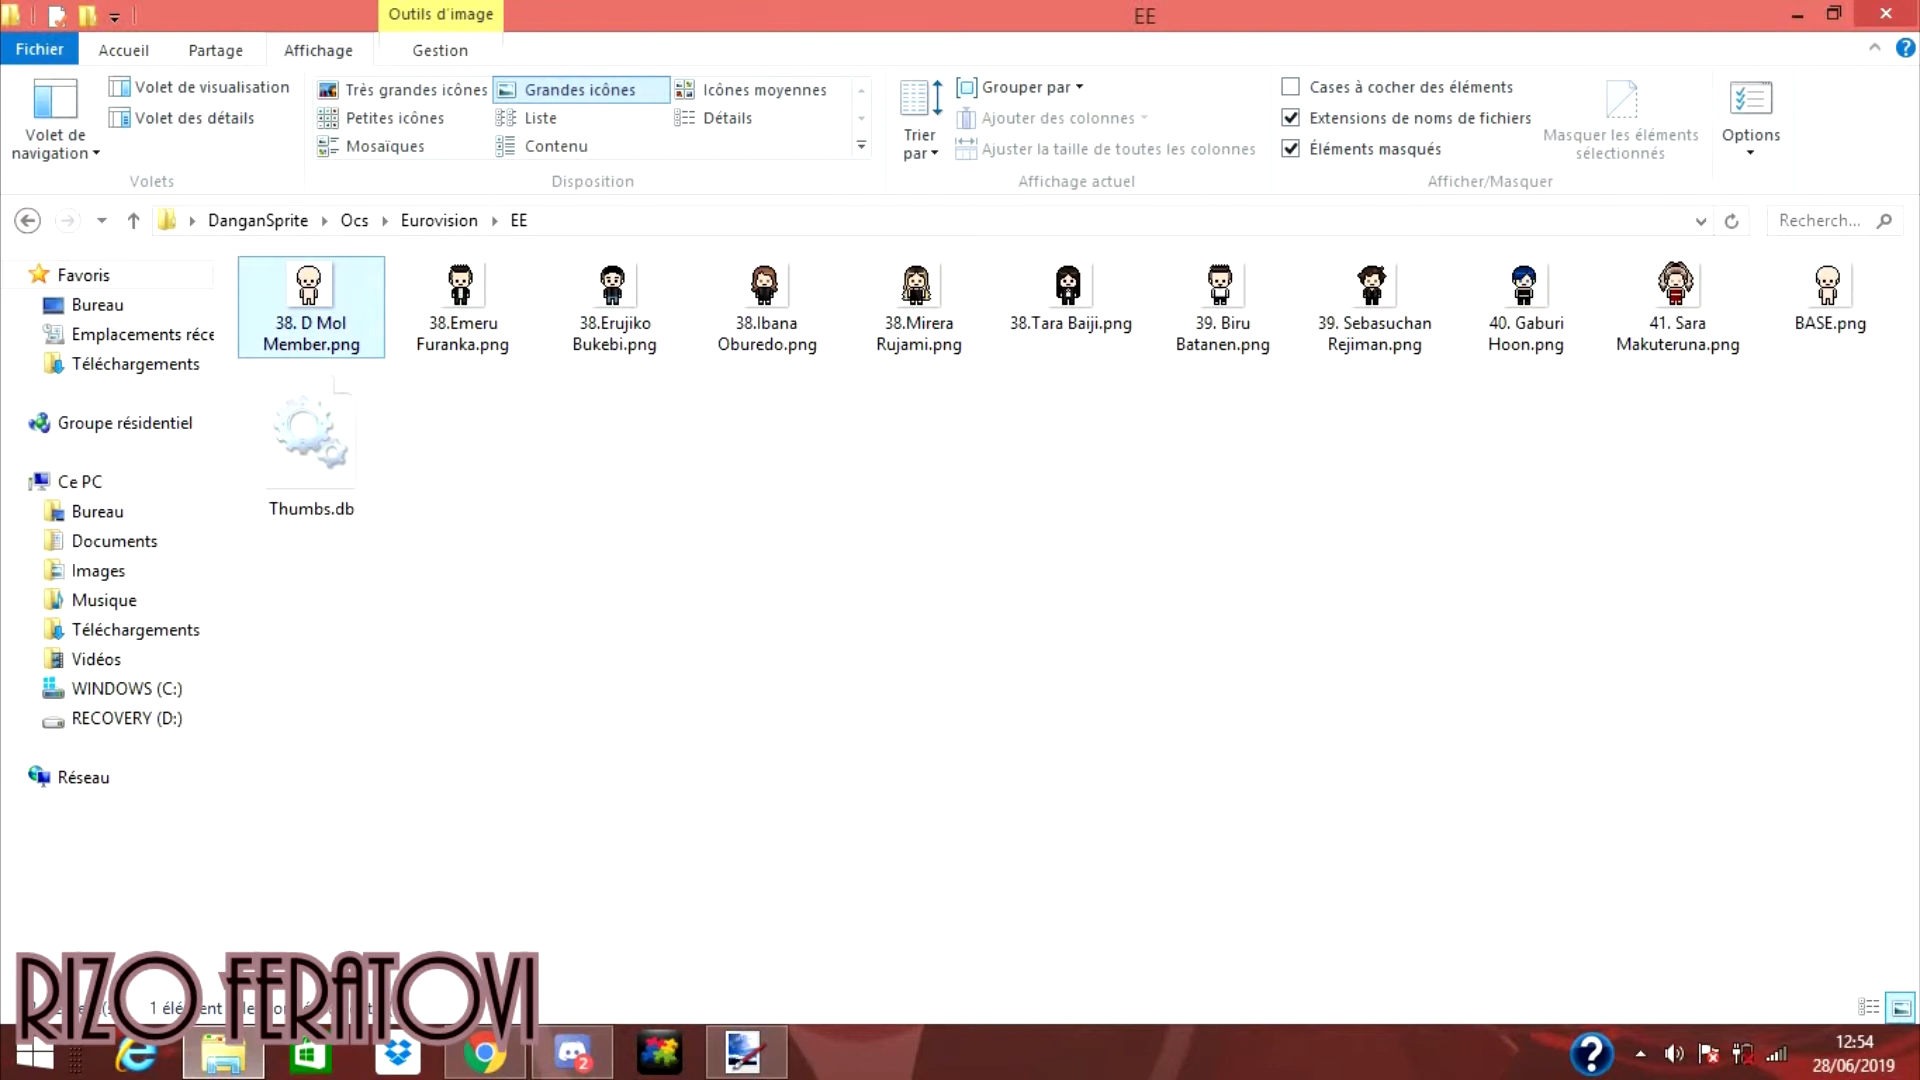 Outils d'image
EE
Fichier
Accueil
Partage
Affichage
Gestion
Volet de navigation
Volet de visualisation
Volet des détails
Volets
Très grandes icônes
Grandes icônes
Icônes moyennes
Petites icônes
Liste
Détails
Mosaïques
Contenu
Disposition
Trier par
Grouper par
Ajouter des colonnes
Ajuster la taille de toutes les colonnes
Affichage actuel
Cases à cocher des éléments
Extensions de noms de fichiers
Éléments masqués
Masquer les éléments sélectionnés
Afficher/Masquer
Options
DanganSprite
Ocs
Eurovision
EE
Recherch...
Favoris
Bureau
Emplacements réce
Téléchargements
Groupe résidentiel
Ce PC
Bureau
Documents
Images
Musique
Téléchargements
Vidéos
WINDOWS (C:)
RECOVERY (D:)
Réseau
38. D Mol
Member.png
38.Emeru
Furanka.png
38.Erujiko
Bukebi.png
38.Ibana
Oburedo.png
38.Mirera
Rujami.png
38.Tara Baiji.png
39. Biru
Batanen.png
39. Sebasuchan
Rejiman.png
40. Gaburi
Hoon.png
41. Sara
Makuteruna.png
BASE.png
Thumbs.db
RIZO FERATOVI
2
12:54
28/06/2019